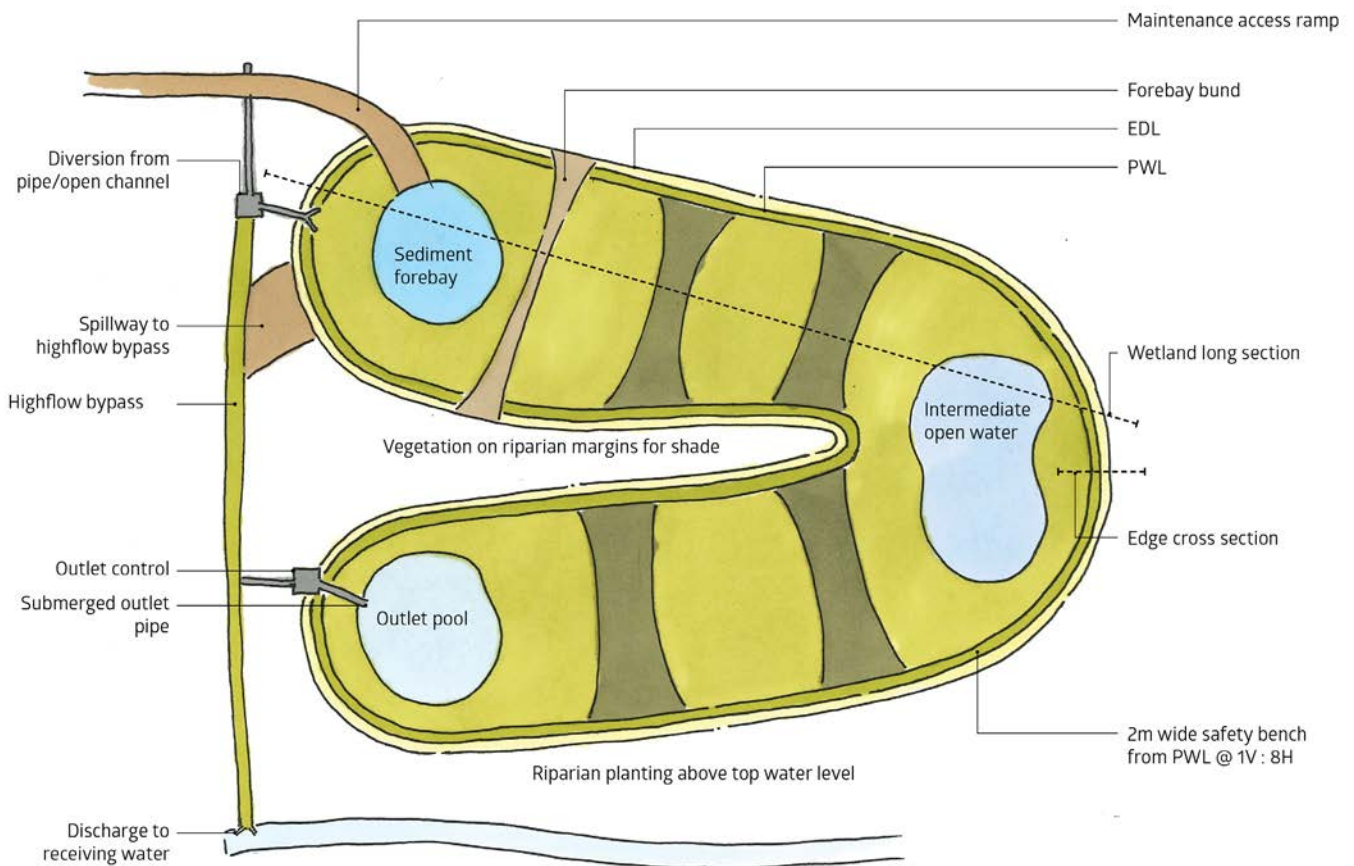 Maintenance access ramp
Forebay bund
EDL
PWL
Diversion from
pipe/open channel
Sediment
forebay
Spillway to
highflow bypass
Wetland long section
Highflow bypass
Intermediate
open water
Vegetation on riparian margins for shade
Edge cross section
Outlet control
Submerged outlet
pipe
Outlet pool
2m wide safety bench
from PWL @ 1V : 8H
Riparian planting above top water level
Discharge to
receiving water